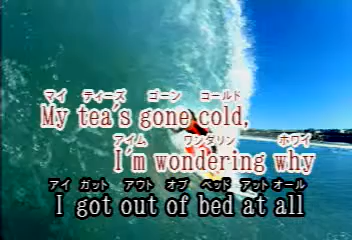 マイ ティーズ ゴーン コールド
My tea's gone cold,
アイム ワンダリン ホワイ
I'm wondering why
アイ ガット アウト オブ ベッド アットオール
I got out of bed at all